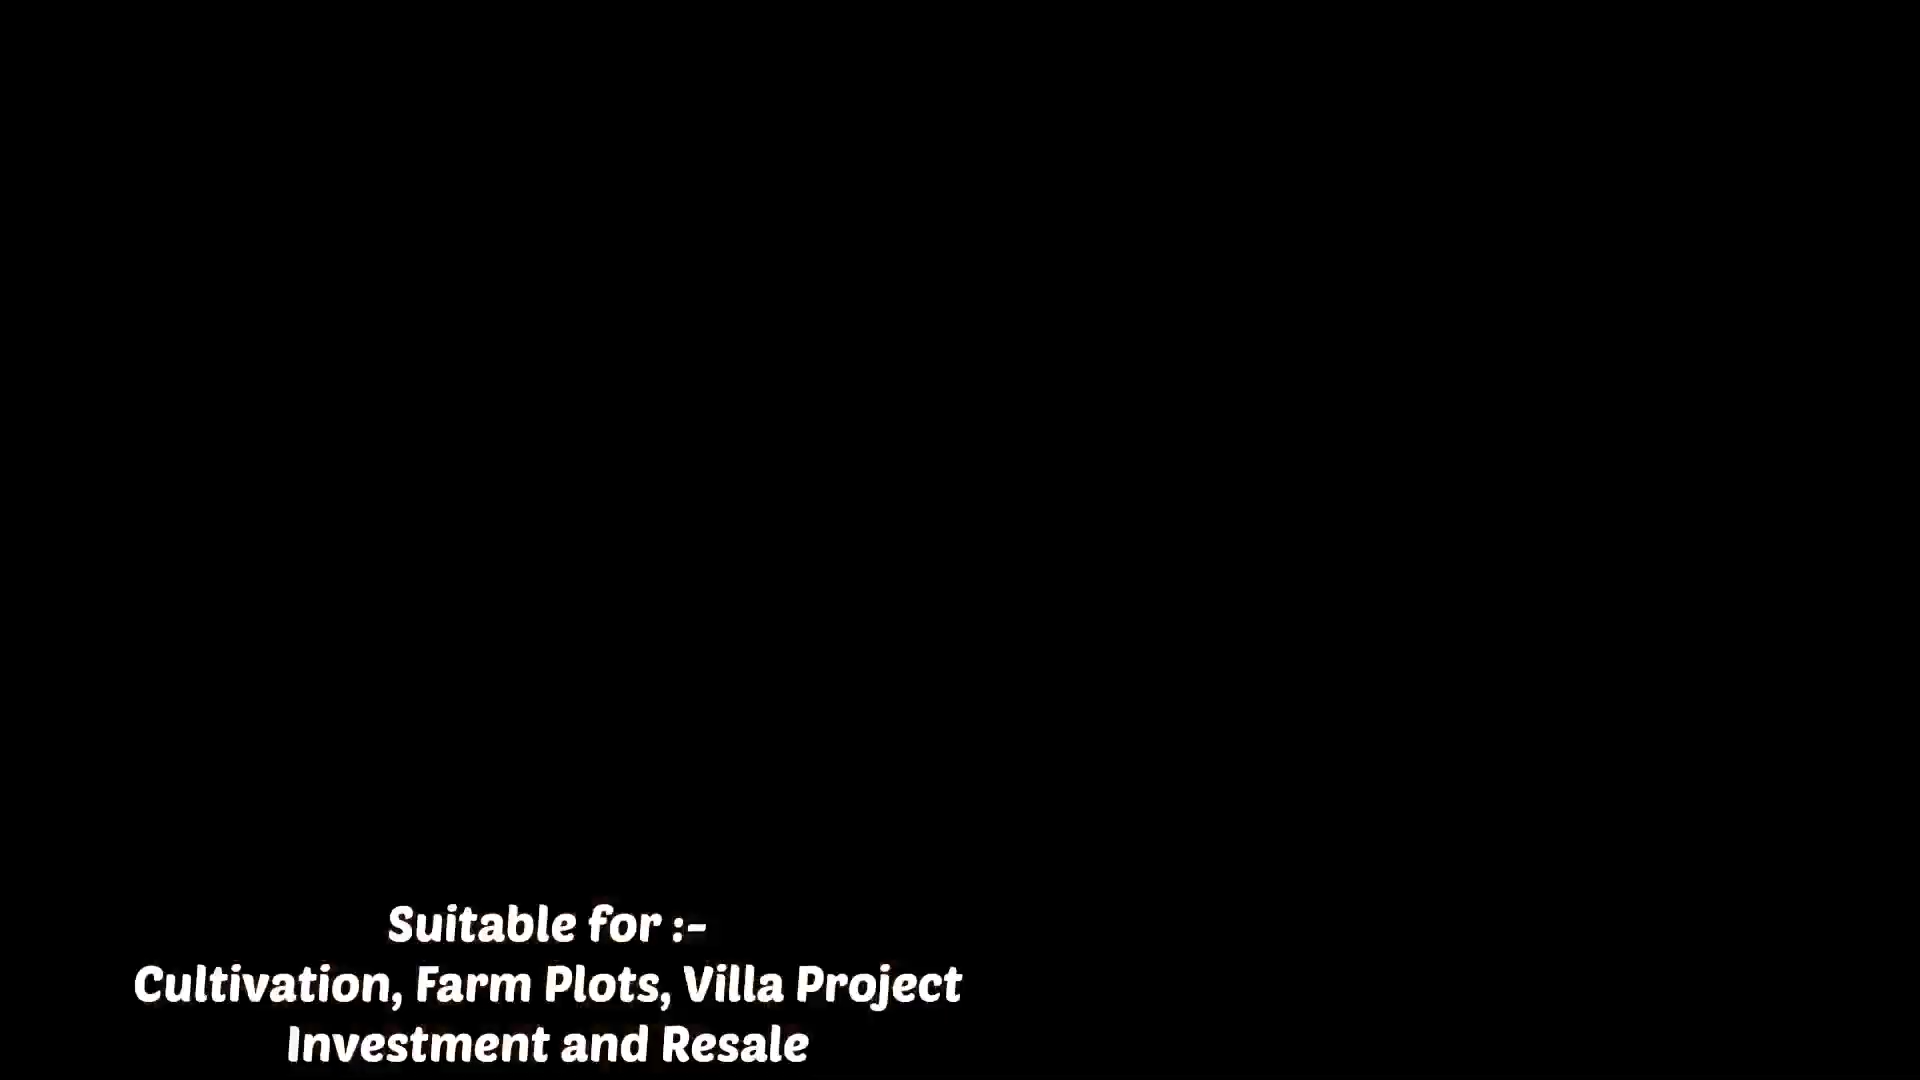 Suitable for :-
Cultivation, Farm Plots, Villa Project
Investment and Resale